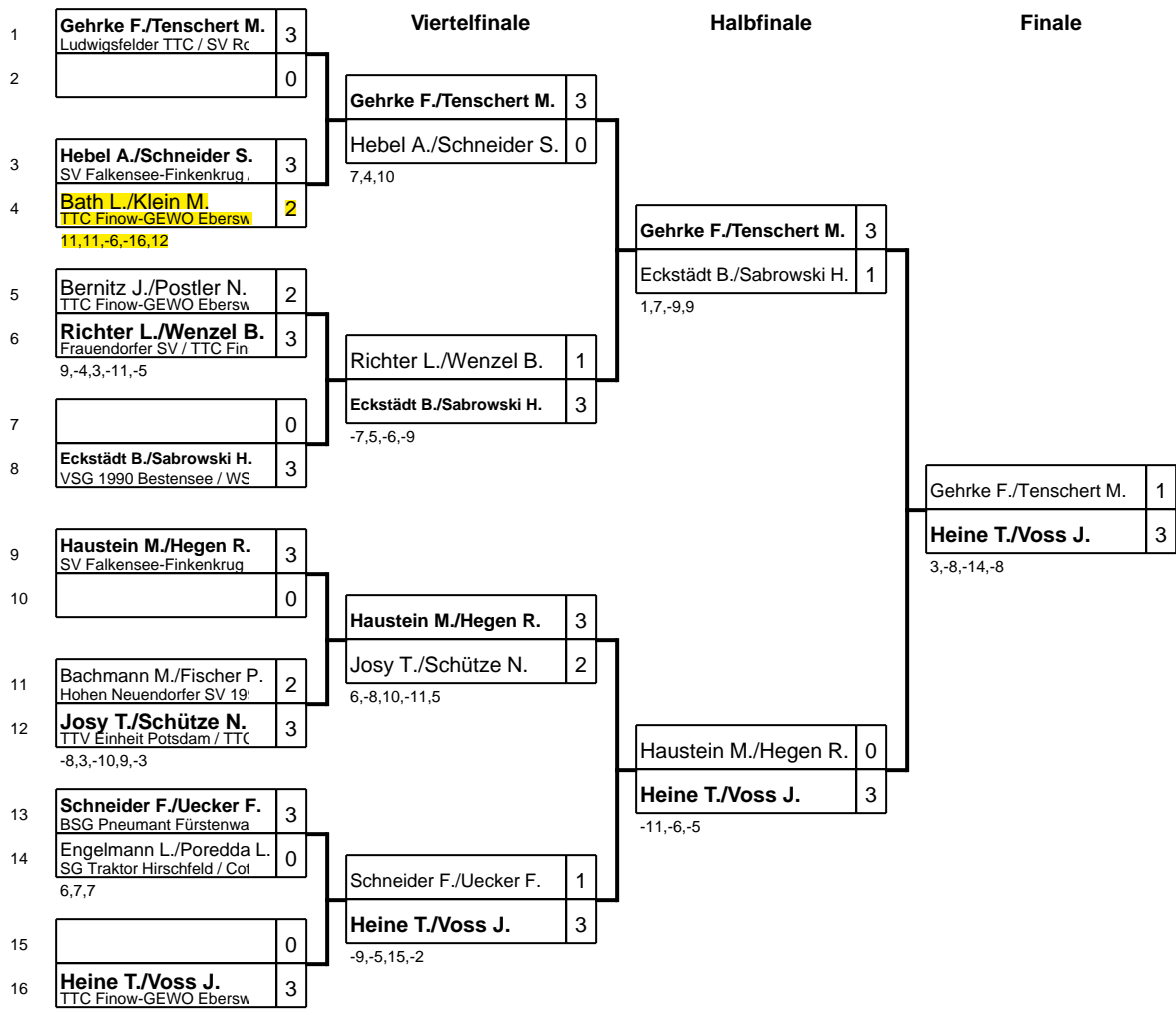 Viertelfinale
Halbfinale
Finale
1
Gehrke F./Tenschert M. 3
Ludwigsfelder TTC / SV Ro
2
0
3
Hebel A./Schneider S. 3
SV Falkensee-Finkenkrug
4
Bath L./Klein M. 2
TTC Finow-GEWO Ebersw
11,11,-6,-16,12
5
Bernitz J./Postler N. 2
TTC Finow-GEWO Ebersw
6
Richter L./Wenzel B. 3
Frauendorfer SV / TTC Fin
9,-4,3,-11,-5
7
0
8
Eckstädt B./Sabrowski H. 3
VSG 1990 Bestensee / WS
9
Haustein M./Hegen R. 3
SV Falkensee-Finkenkrug
10
0
11
Bachmann M./Fischer P. 2
Hohen Neuendorfer SV 19
12
Josy T./Schütze N. 3
TTV Einheit Potsdam / TTC
-8,3,-10,9,-3
13
Schneider F./Uecker F. 3
BSG Pneumant Fürstenwa
14
Engelmann L./Poredda L. 0
SG Traktor Hirschfeld / Cot
6,7,7
15
0
16
Heine T./Voss J. 3
TTC Finow-GEWO Ebersw
Gehrke F./Tenschert M. 3
Hebel A./Schneider S. 0
7,4,10
Richter L./Wenzel B. 1
Eckstädt B./Sabrowski H. 3
-7,5,-6,-9
Haustein M./Hegen R. 3
Josy T./Schütze N. 2
6,-8,10,-11,5
Schneider F./Uecker F. 1
Heine T./Voss J. 3
-9,-5,15,-2
Gehrke F./Tenschert M. 3
Eckstädt B./Sabrowski H. 1
1,7,-9,9
Haustein M./Hegen R. 0
Heine T./Voss J. 3
-11,-6,-5
Gehrke F./Tenschert M. 1
Heine T./Voss J. 3
3,-8,-14,-8